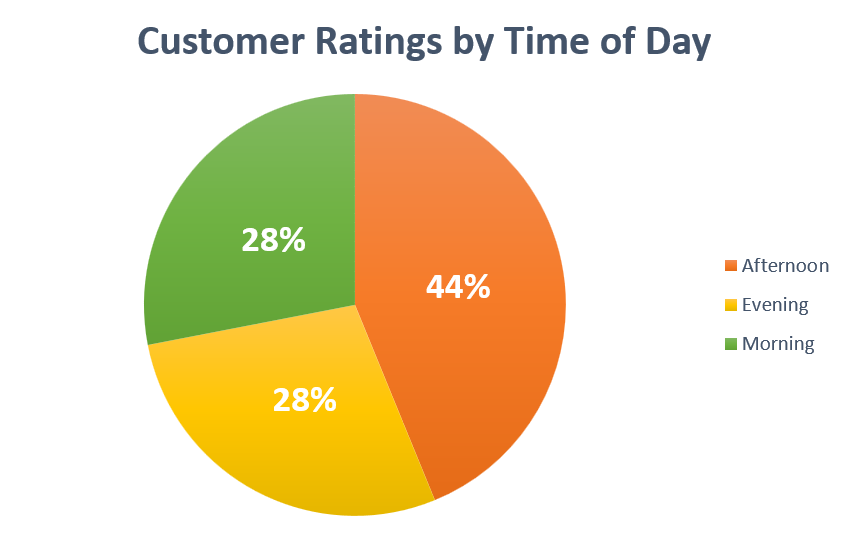 Customer Ratings by Time of Day
28%
44%
28%
Afternoon
Evening
Morning